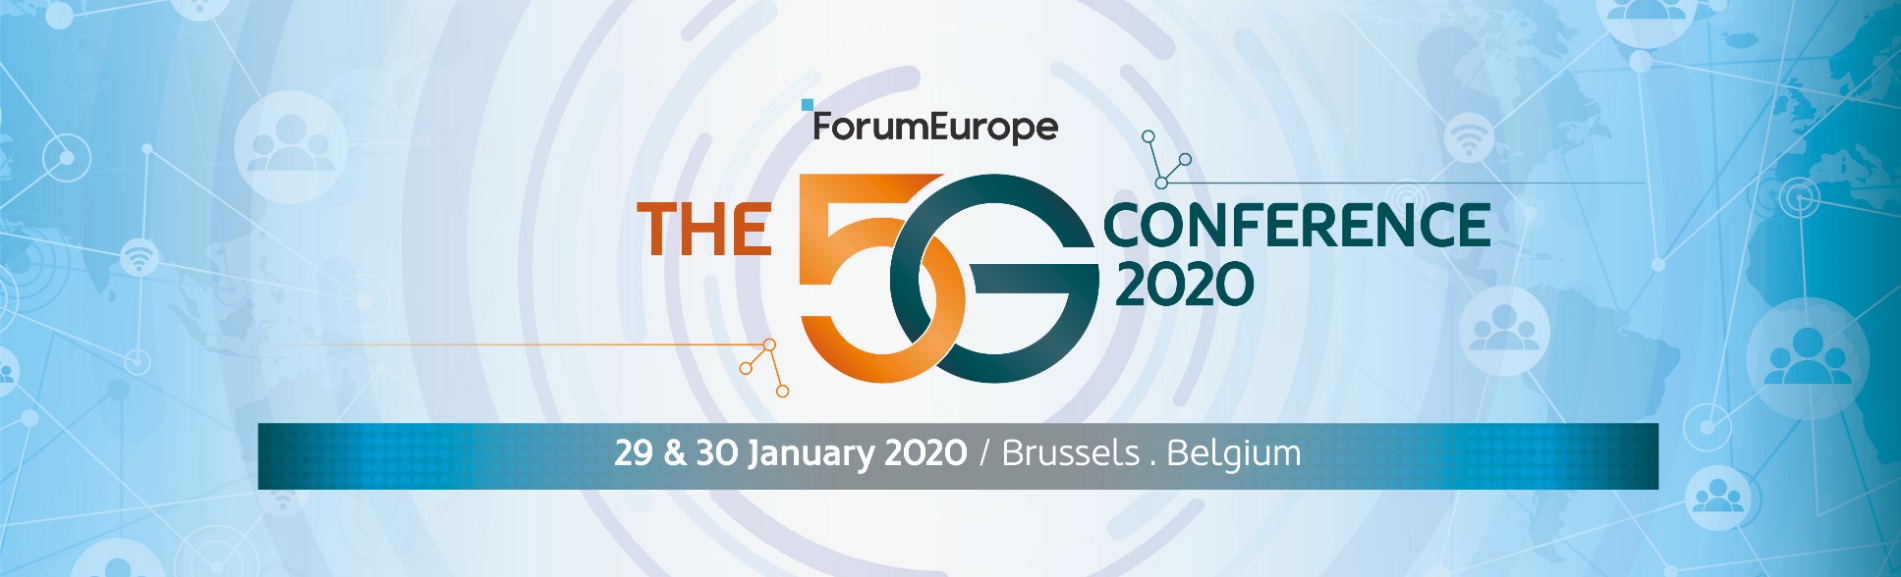 ForumEurope
THE 5G CONFERENCE
2020
29 & 30 January 2020 / Brussels . Belgium